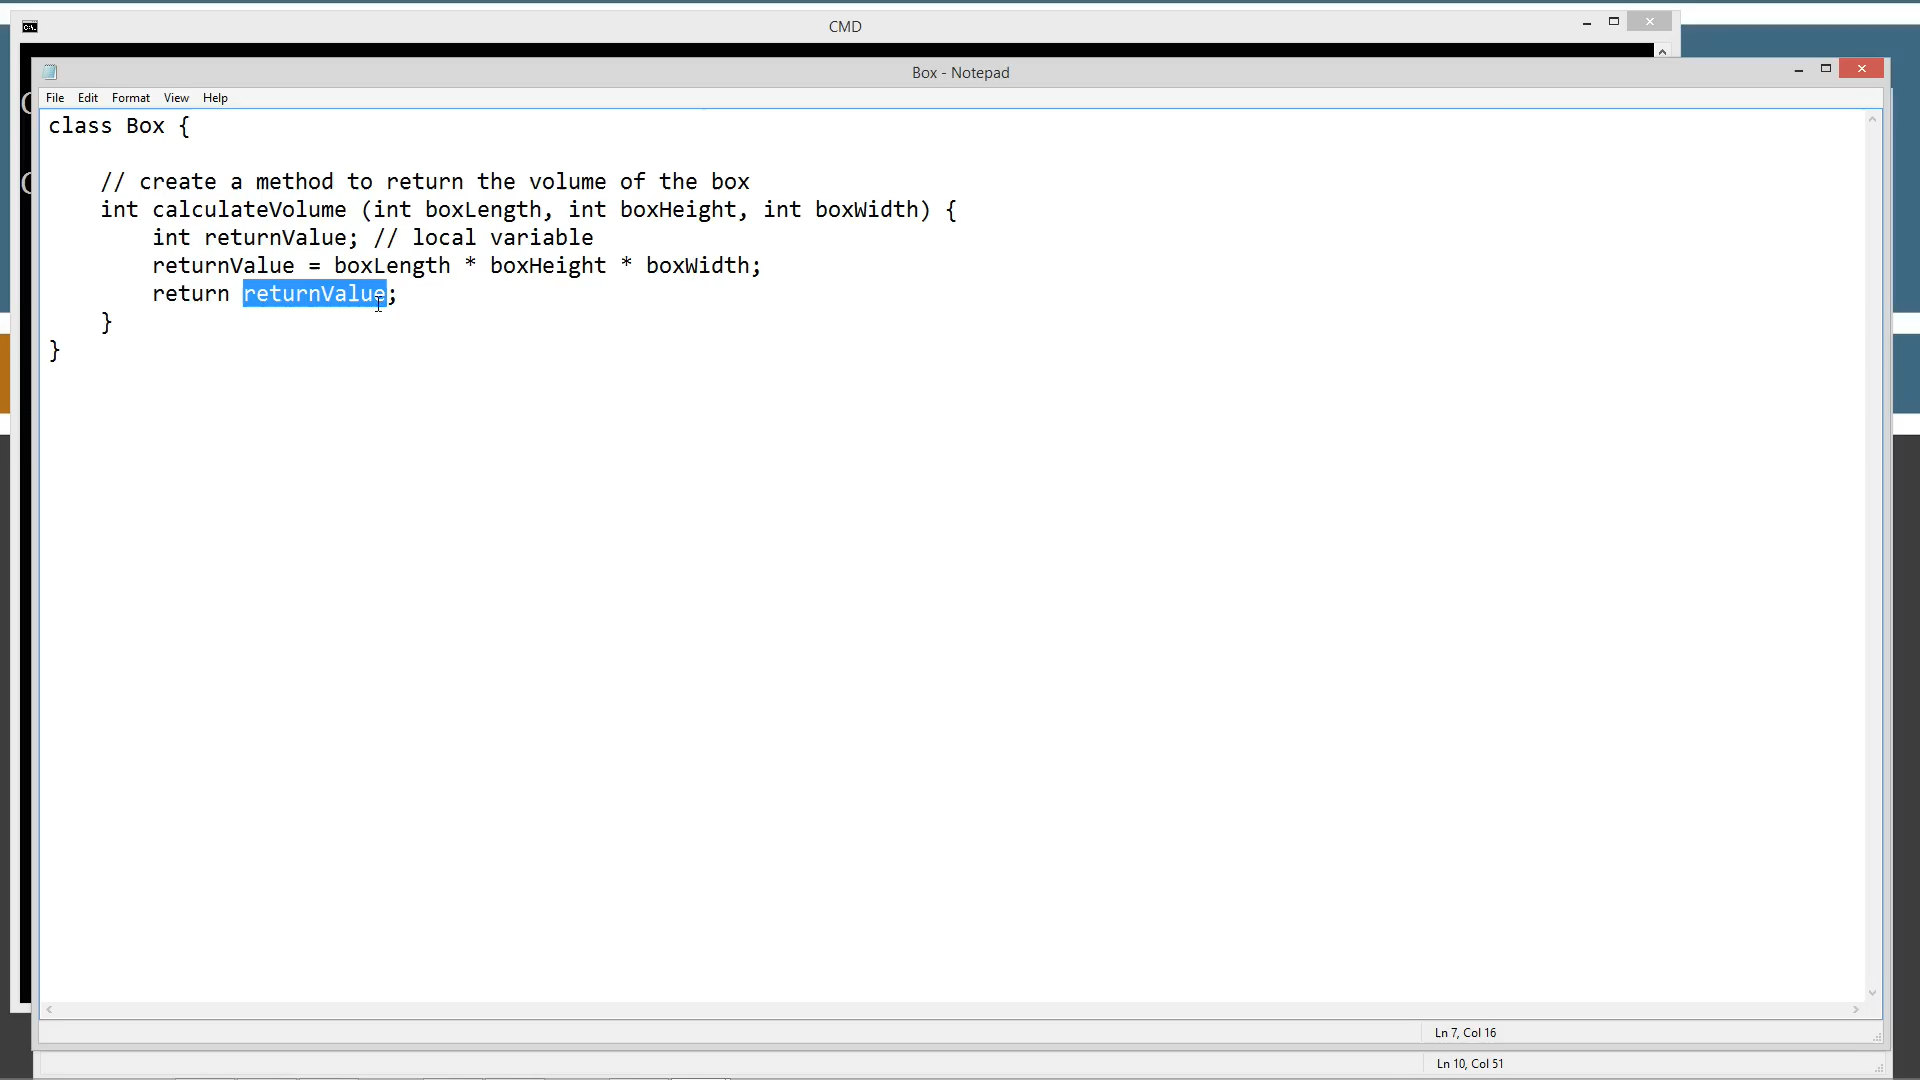 CMD
Box - Notepad
File Edit Format View Help
class Box {
// create a method to return the volume of the box
int calculateVolume (int boxLength, int boxHeight, int boxWidth) {
int returnValue; // local variable
returnValue = boxLength * boxHeight * boxWidth;
return returnValue;
}
}
Ln 7, Col 16
Ln 10, Col 51